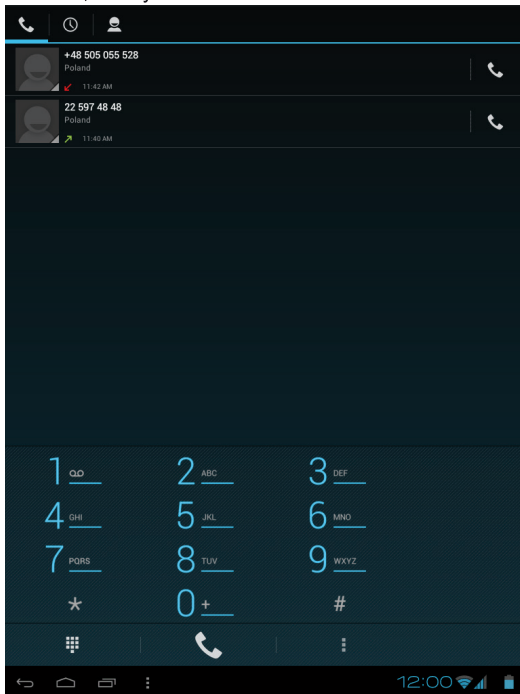 +48 505 055 528
Poland
11:42 AM
22 597 48 48
Poland
11:40 AM
1 2 ABC 3 DEF
4 GHI 5 JKL 6 MNO
7 PQRS 8 TUV 9 WXYZ
* 0 + #
12:00